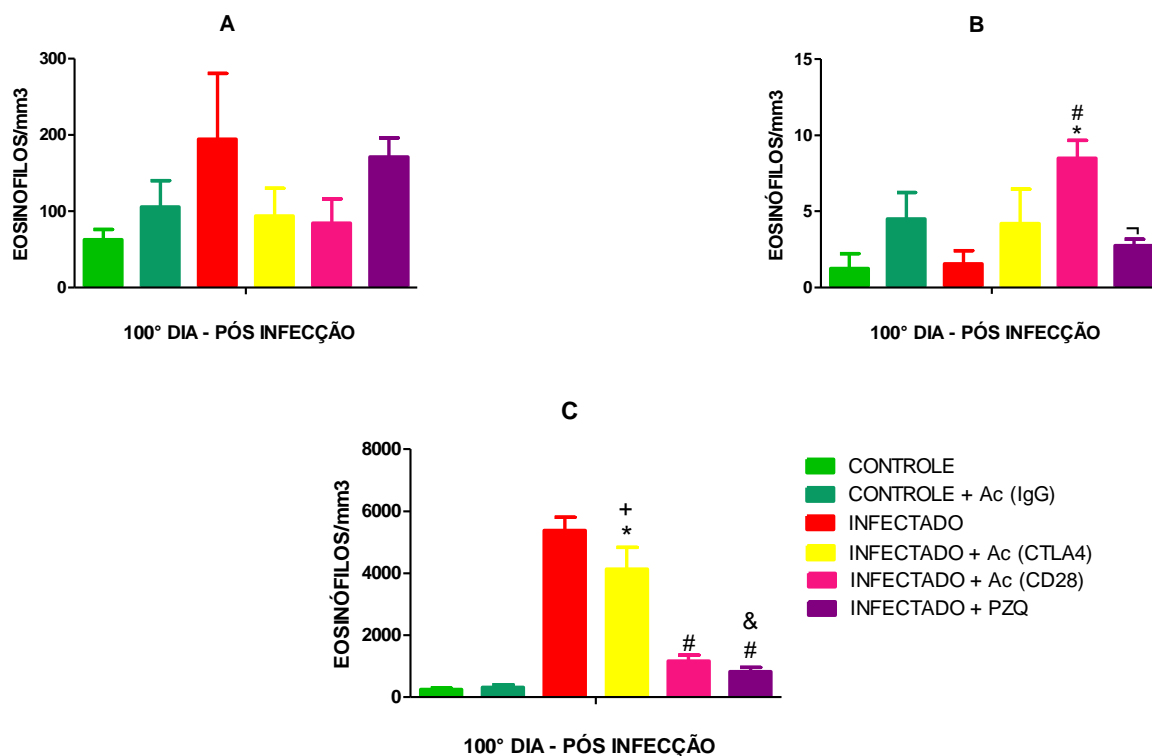 A
EOSINÓFILOS/mm3
300
200
100
0
100° DIA - PÓS INFECÇÃO
B
EOSINÓFILOS/mm3
15
10
5
0
#
*
¬
100° DIA - PÓS INFECÇÃO
C
EOSINÓFILOS/mm3
8000
6000
4000
2000
0
+
*
#
&
#
100° DIA - PÓS INFECÇÃO
CONTROLE
CONTROLE + Ac (IgG)
INFECTADO
INFECTADO + Ac (CTLA4)
INFECTADO + Ac (CD28)
INFECTADO + PZQ